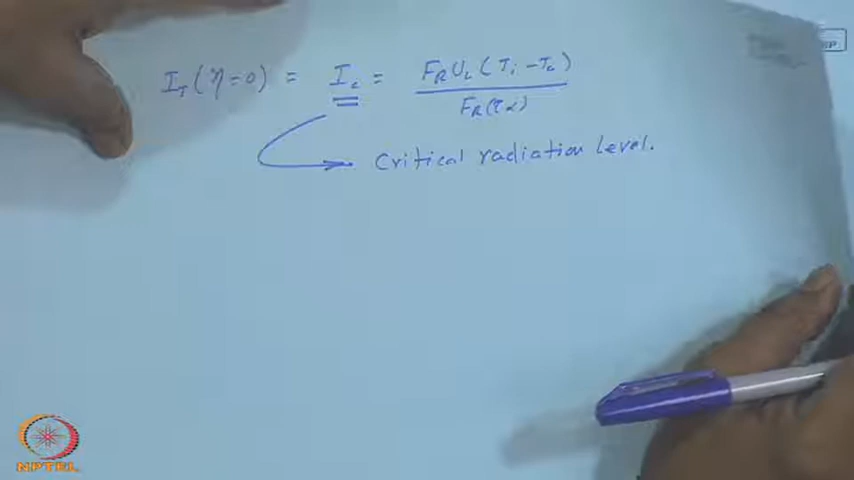 I_T (η=0) = I_c = F_R U_L (T_i - T_a) / F_R(τα)
Critical radiation Level.
NPTEL